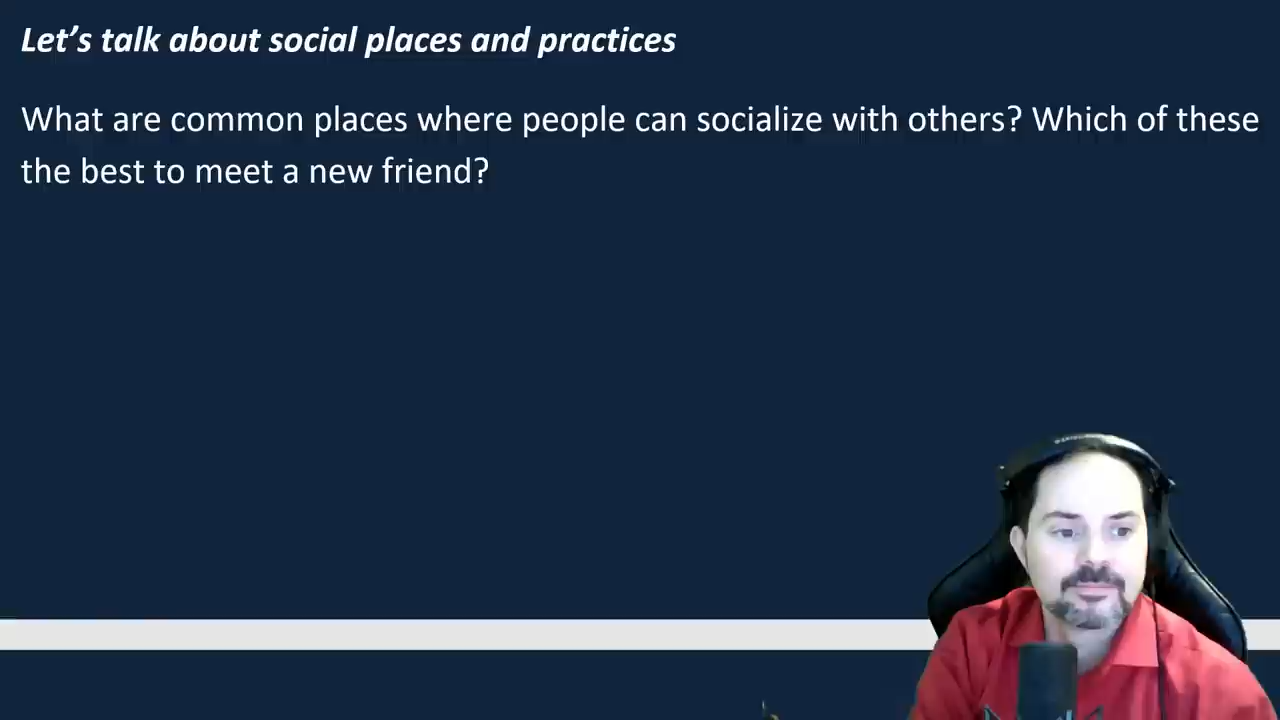 Let’s talk about social places and practices
What are common places where people can socialize with others? Which of these
the best to meet a new friend?